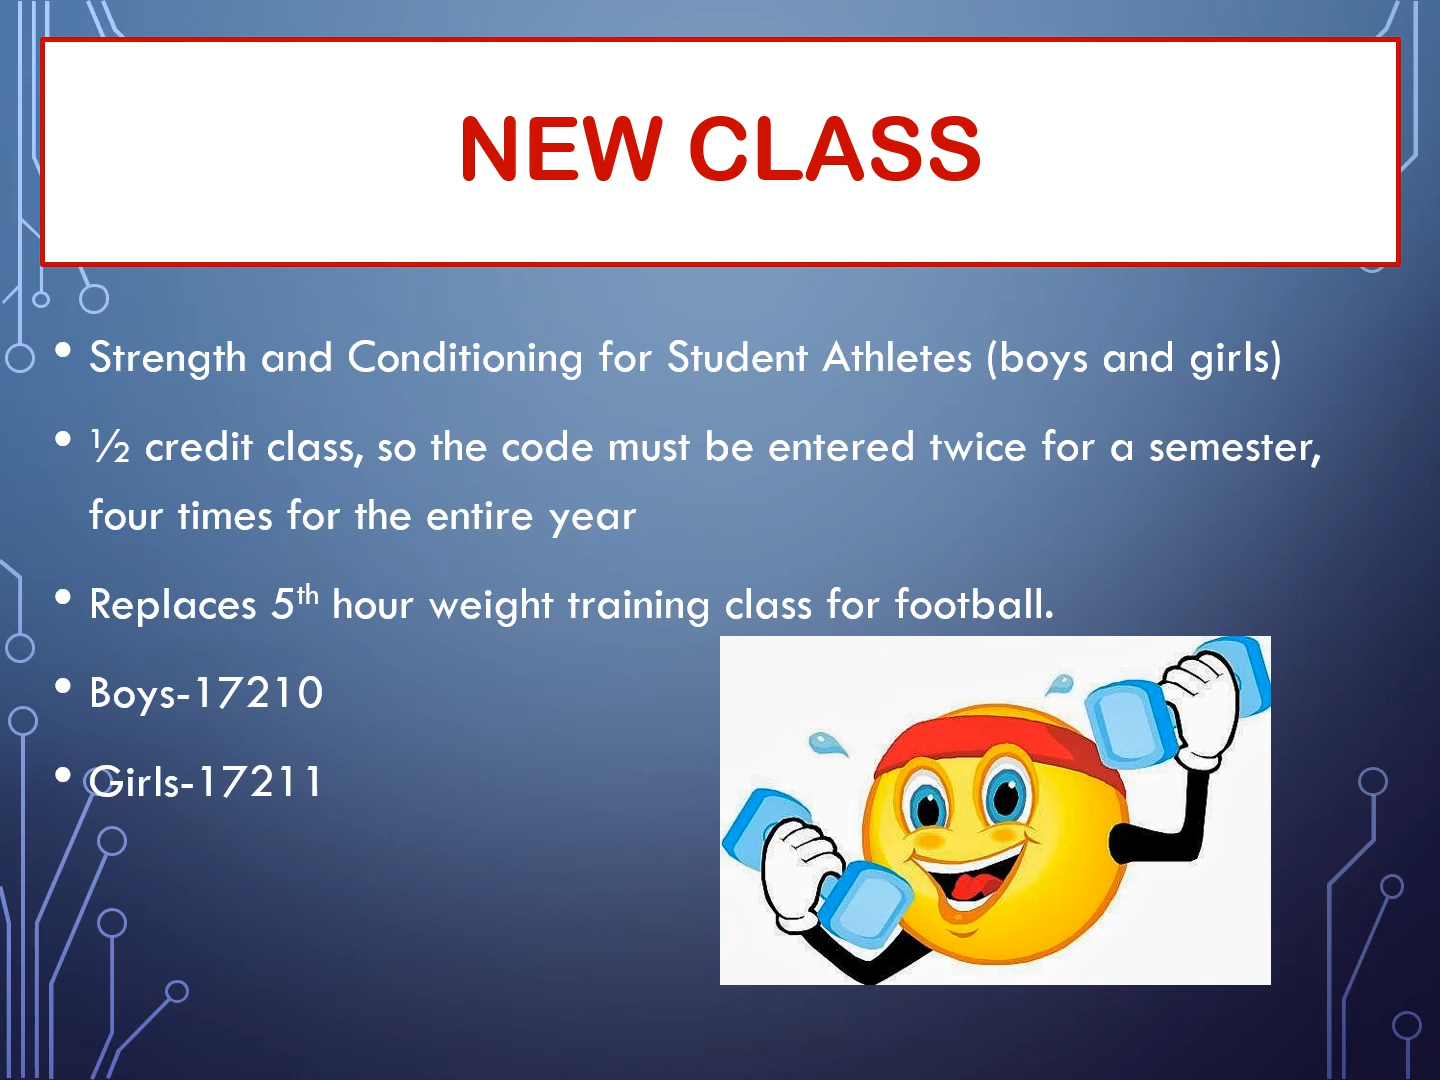 NEW CLASS
• Strength and Conditioning for Student Athletes (boys and girls)
• ½ credit class, so the code must be entered twice for a semester,
four times for the entire year
• Replaces 5th hour weight training class for football.
• Boys-17210
• Girls-17211